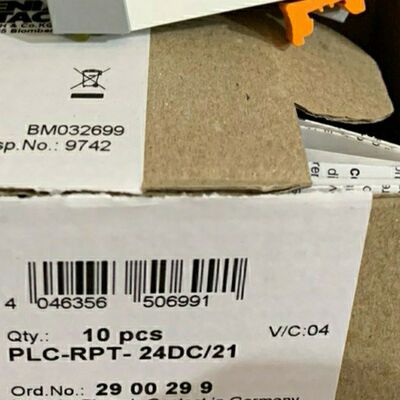 BM032699
sp.No.: 9742
4 046356 506991
Qty.: 10 pcs V/C:04
PLC-RPT- 24DC/21
Ord.No.: 29 00 29 9